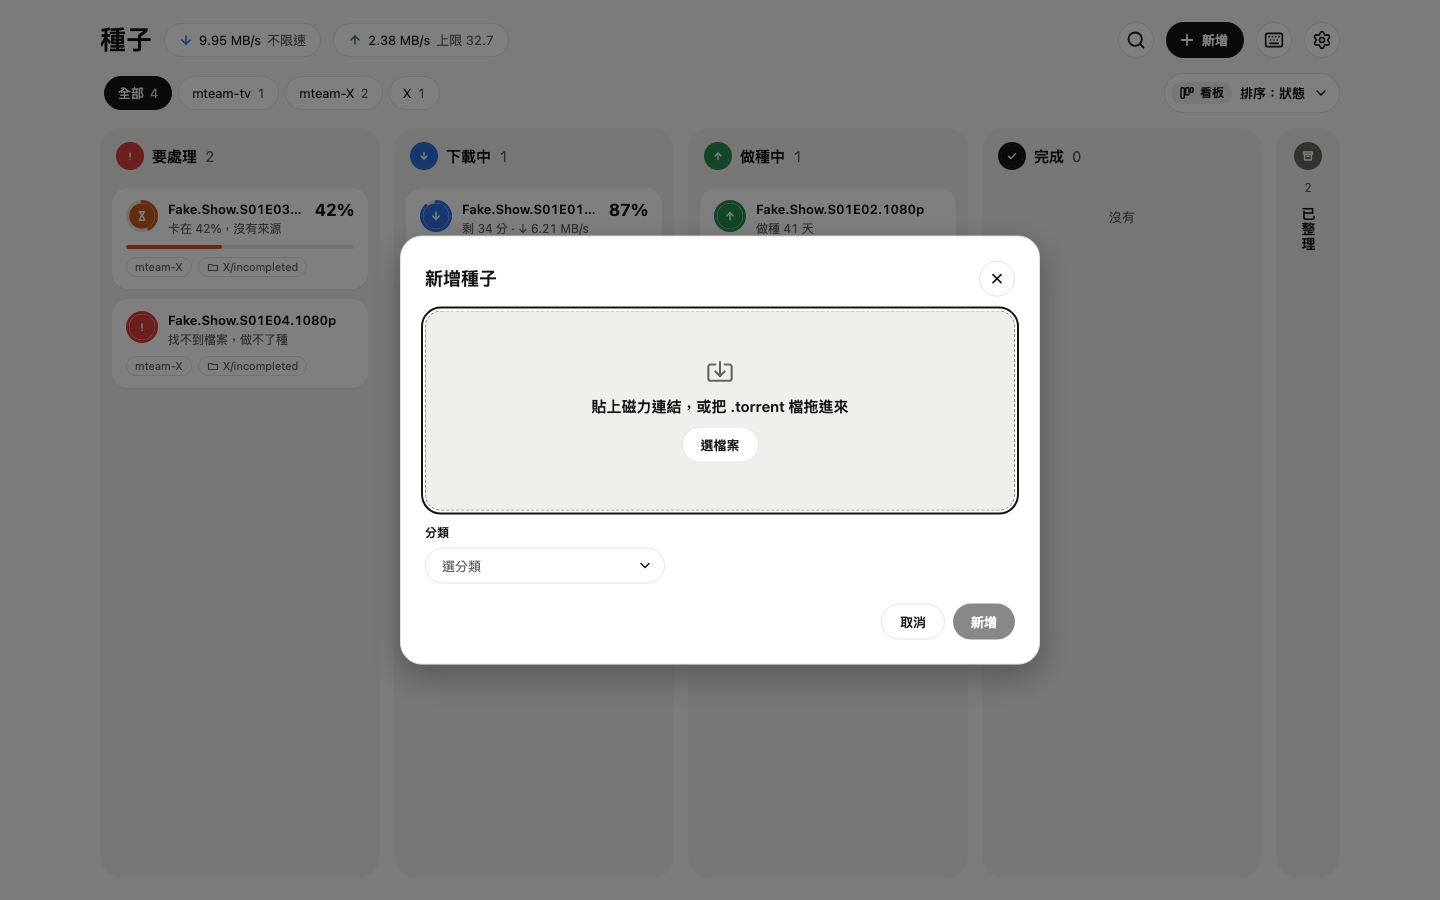 種子
9.95 MB/s 不限速
2.38 MB/s 上限 32.7
新增
全部 4
mteam-tv 1
mteam-X 2
X 1
看板
排序：狀態
要處理 2
Fake.Show.S01E03... 42%
卡在 42%，沒有來源
mteam-X
X/incompleted
Fake.Show.S01E04.1080p
找不到檔案，做不了種
mteam-X
X/incompleted
下載中 1
Fake.Show.S01E01... 87%
剩 34 分 · ↓ 6.21 MB/s
做種中 1
Fake.Show.S01E02.1080p
做種 41 天
完成 0
沒有
2
已整理
新增種子
貼上磁力連結，或把 .torrent 檔拖進來
選檔案
分類
選分類
取消
新增